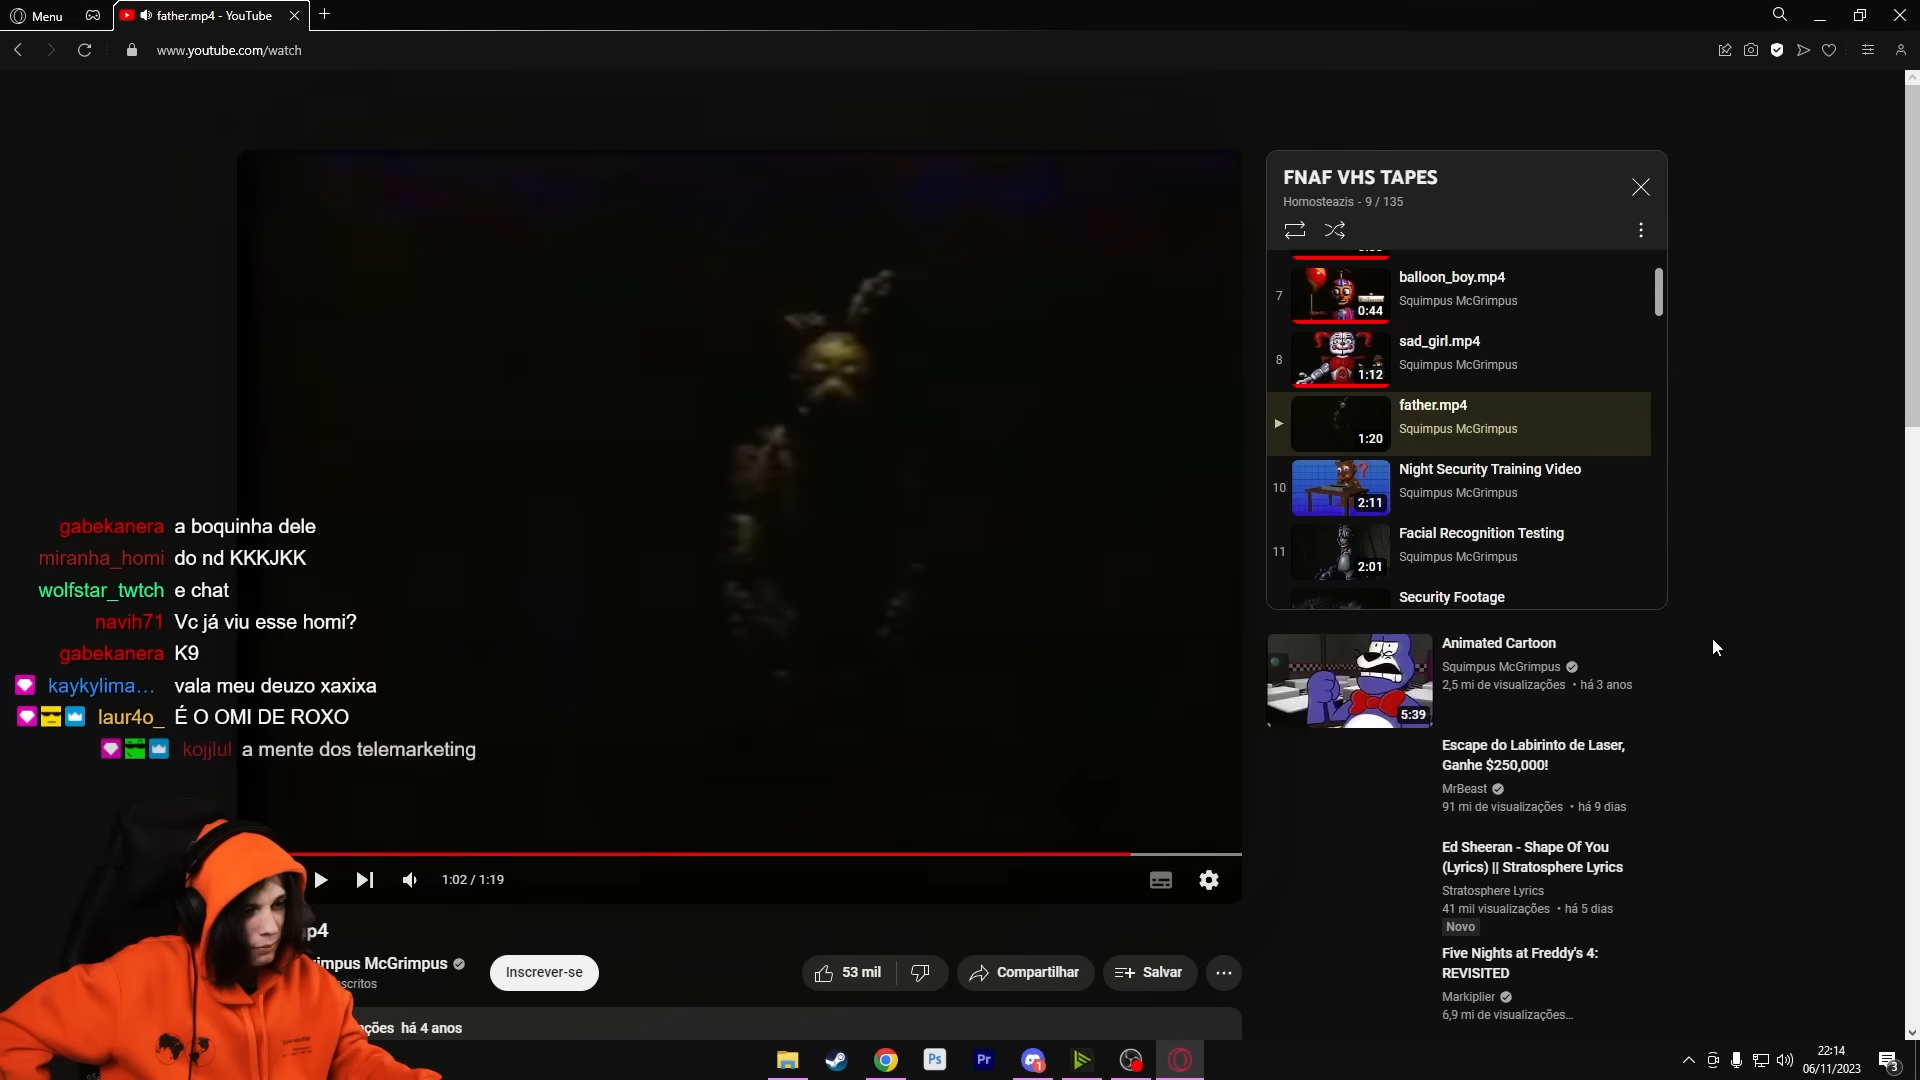 Menu
father.mp4 - YouTube
www.youtube.com/watch
FNAF VHS TAPES
Homosteazis - 9 / 135
7
balloon_boy.mp4
Squimpus McGrimpus
0:44
8
sad_girl.mp4
Squimpus McGrimpus
1:12
father.mp4
Squimpus McGrimpus
1:20
10
Night Security Training Video
Squimpus McGrimpus
2:11
11
Facial Recognition Testing
Squimpus McGrimpus
2:01
Security Footage
gabekanera a boquinha dele
miranha_homi do nd KKKJKK
wolfstar_twtch e chat
navih71 Vc já viu esse homi?
gabekanera K9
kaykylima... vala meu deuzo xaxixa
laur4o_ É O OMI DE ROXO
kojjlul a mente dos telemarketing
Animated Cartoon
Squimpus McGrimpus
2,5 mi de visualizações • há 3 anos
5:39
Escape do Labirinto de Laser,
Ganhe $250,000!
MrBeast
91 mi de visualizações • há 9 dias
Ed Sheeran - Shape Of You
(Lyrics) || Stratosphere Lyrics
Stratosphere Lyrics
41 mil visualizações • há 5 dias
Novo
Five Nights at Freddy's 4:
REVISITED
Markiplier
6,9 mi de visualizações...
1:02 / 1:19
p4
impus McGrimpus
scritos
Inscrever-se
53 mil
Compartilhar
Salvar
ções há 4 anos
Ps
Pr
1
22:14
06/11/2023
3